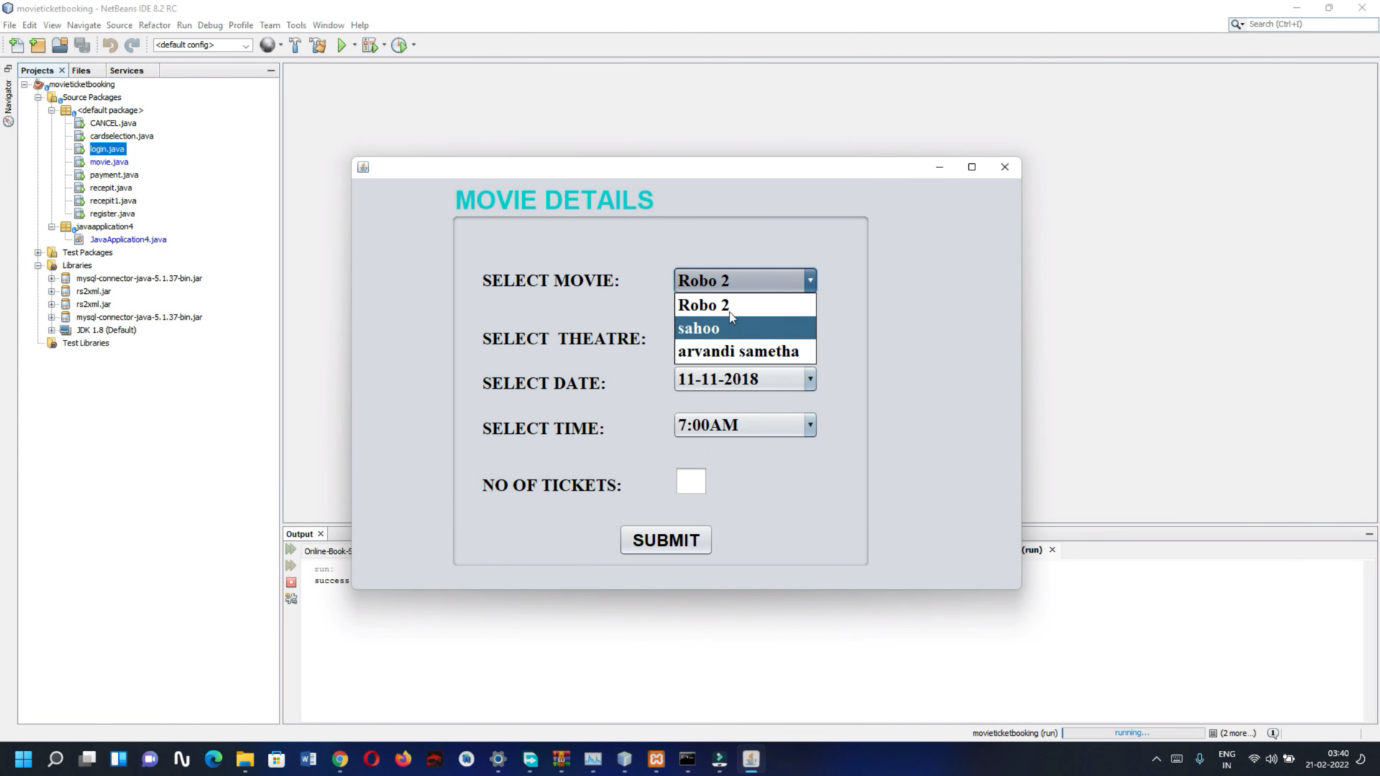 movieticketbooking - NetBeans IDE 8.2 RC
File Edit View Navigate Source Refactor Run Debug Profile Team Tools Window Help
Search (Ctrl+I)
<default config>
Projects Files Services
Navigator
movieticketbooking
Source Packages
<default package>
CANCEL.java
cardselection.java
login.java
movie.java
payment.java
recepit.java
recepit1.java
register.java
javaapplication4
JavaApplication4.java
Test Packages
Libraries
mysql-connector-java-5.1.37-bin.jar
rs2xml.jar
rs2xml.jar
mysql-connector-java-5.1.37-bin.jar
JDK 1.8 (Default)
Test Libraries
MOVIE DETAILS
SELECT MOVIE: Robo 2
Robo 2
sahoo
arvandi sametha
SELECT THEATRE:
SELECT DATE: 11-11-2018
SELECT TIME: 7:00AM
NO OF TICKETS:
SUBMIT
Output
Online-Book-S
(run)
run:
success
movieticketbooking (run) running... (2 more...)
ENG
IN
03:40
21-02-2022